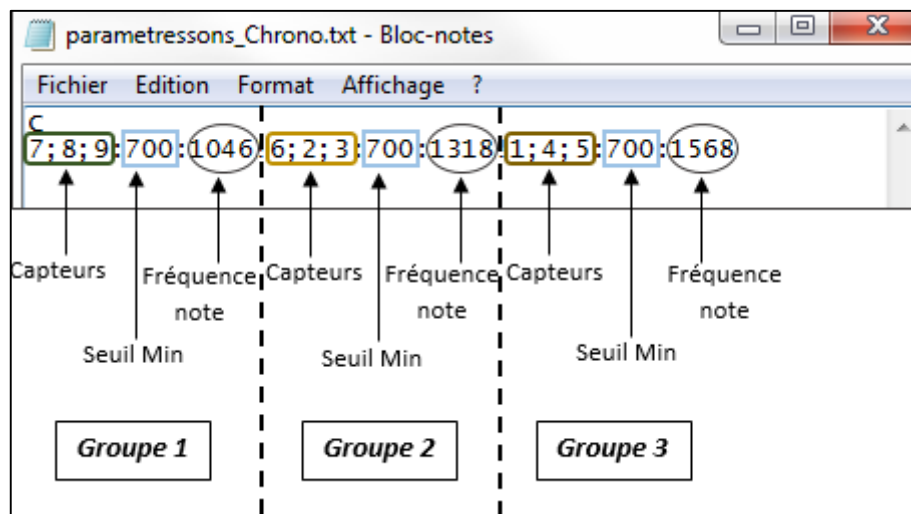 parametressons_Chrono.txt - Bloc-notes
Fichier Edition Format Affichage ?
C
7;8;9:700:1046 6;2;3:700:1318 1;4;5:700:1568
Capteurs Fréquence note Capteurs Fréquence note Capteurs Fréquence note
Seuil Min Seuil Min Seuil Min
Groupe 1 Groupe 2 Groupe 3